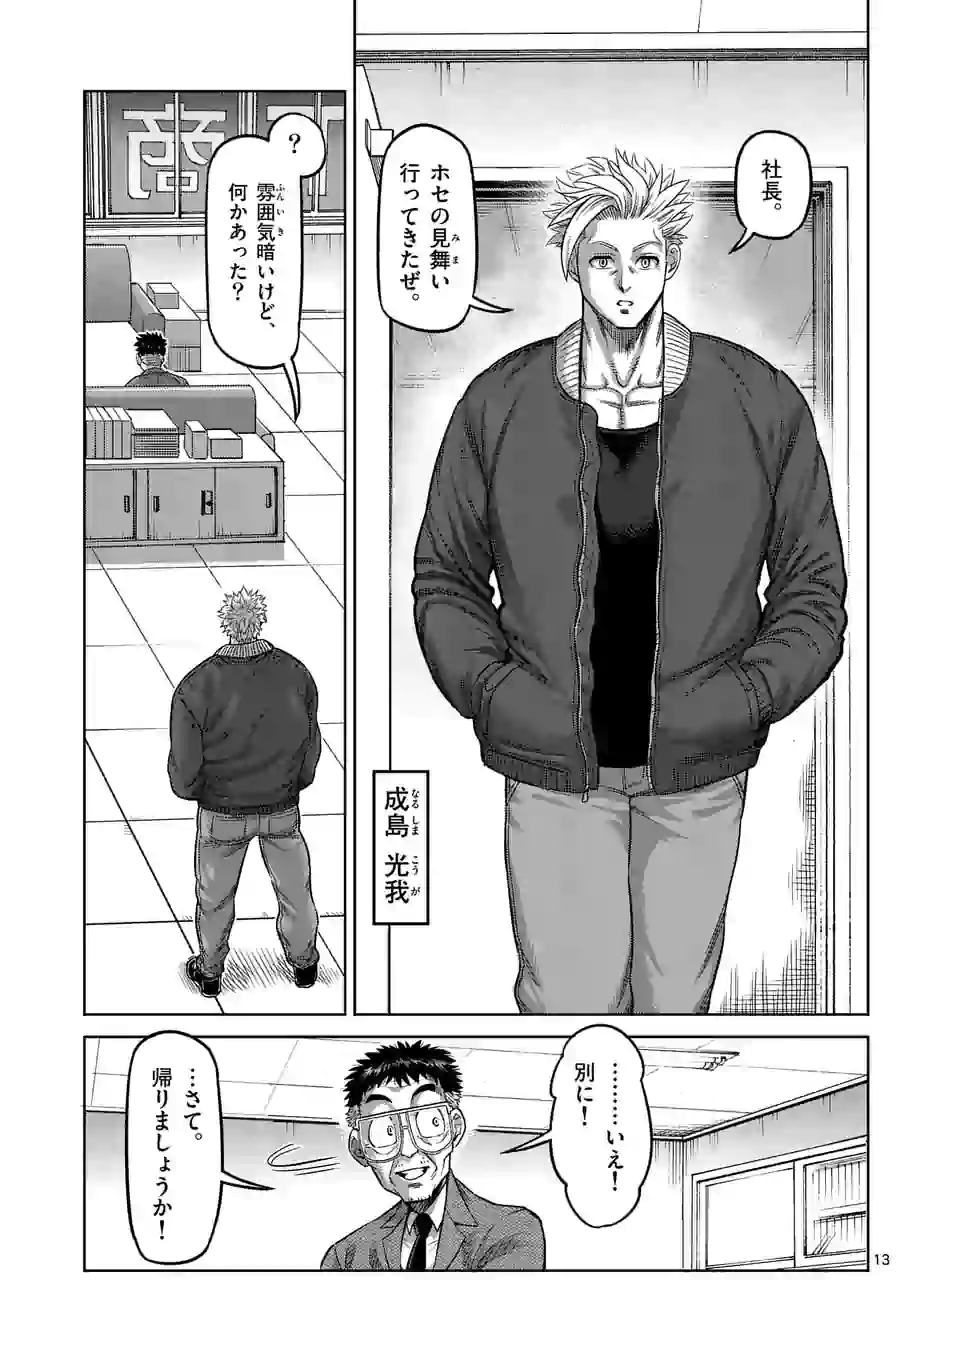 社長。
ホセの見舞い
行ってきたぜ。
成島 光我
？
雰囲気暗いけど、
何かあった？
………いえ！
別に！
…さて。
帰りましょうか！
13